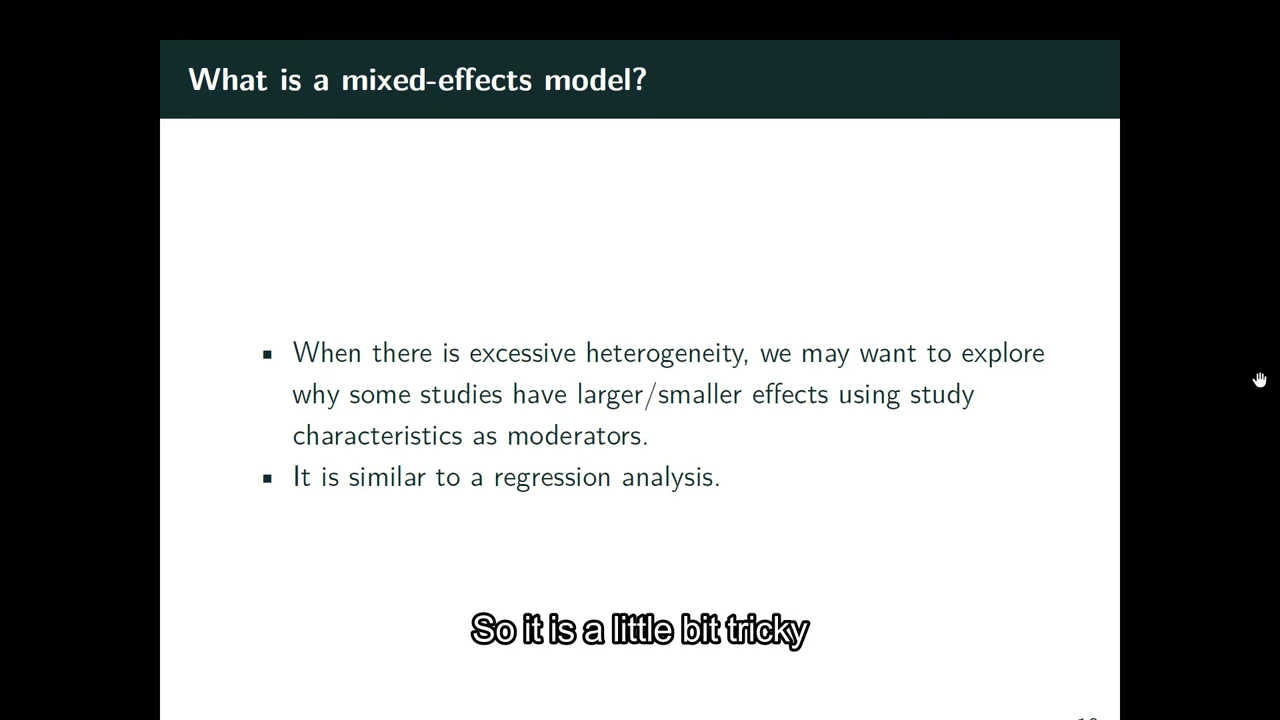 What is a mixed-effects model?
▪ When there is excessive heterogeneity, we may want to explore
why some studies have larger/smaller effects using study
characteristics as moderators.
▪ It is similar to a regression analysis.
So it is a little bit tricky